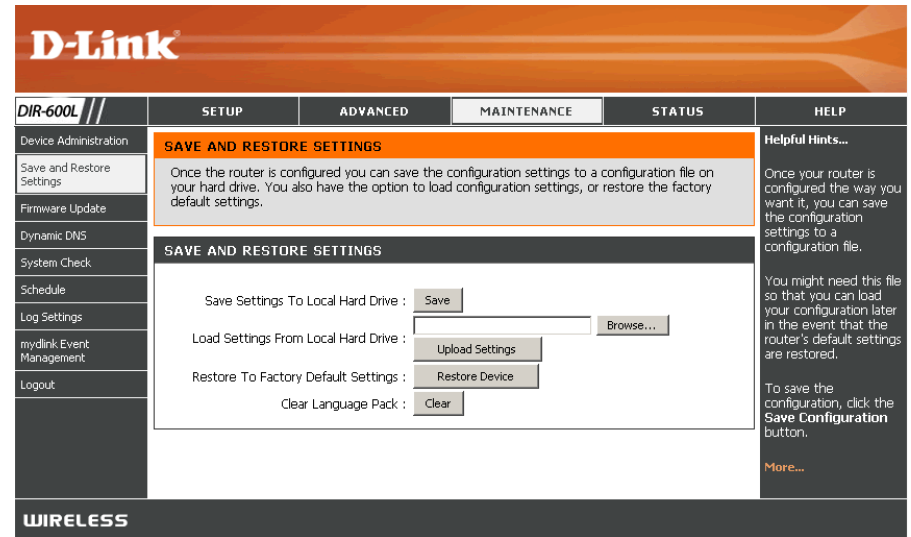 D-Link
DIR-600L
SETUP
ADVANCED
MAINTENANCE
STATUS
HELP
Device Administration
Save and Restore
Settings
Firmware Update
Dynamic DNS
System Check
Schedule
Log Settings
mydlink Event
Management
Logout
SAVE AND RESTORE SETTINGS
Once the router is configured you can save the configuration settings to a configuration file on
your hard drive. You also have the option to load configuration settings, or restore the factory
default settings.
SAVE AND RESTORE SETTINGS
Save Settings To Local Hard Drive : Save
Load Settings From Local Hard Drive : Browse...
Upload Settings
Restore To Factory Default Settings : Restore Device
Clear Language Pack : Clear
Helpful Hints...
Once your router is
configured the way you
want it, you can save
the configuration
settings to a
configuration file.
You might need this file
so that you can load
your configuration later
in the event that the
router's default settings
are restored.
To save the
configuration, click the
Save Configuration
button.
More...
WIRELESS